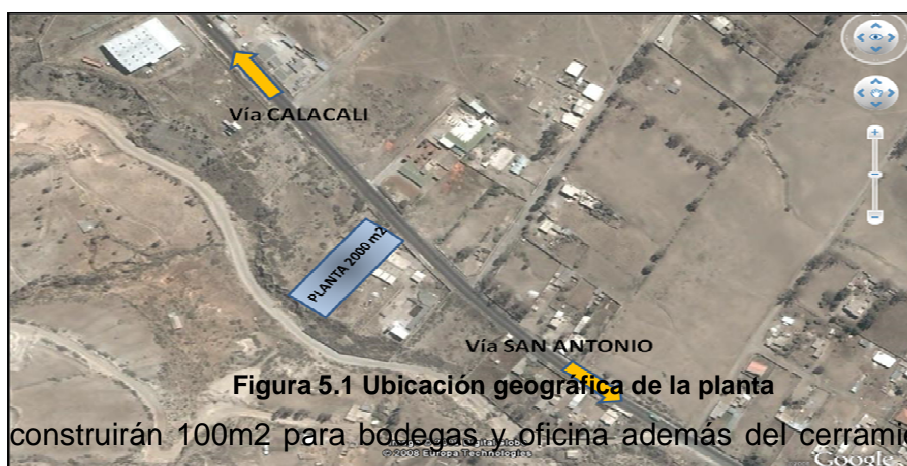 Vía CALACALI
PLANTA 2000 m2
Vía SAN ANTONIO
Figura 5.1 Ubicación geográfica de la planta
construirán 100m2 para bodegas y oficina además del cerrami
© 2008 Europa Technologies
Google